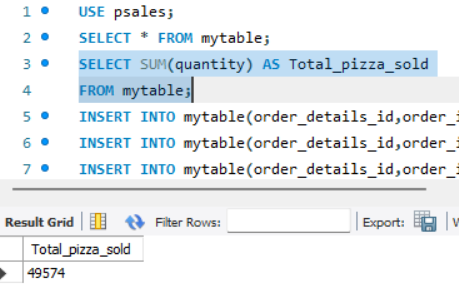 1 USE psales;
2 SELECT * FROM mytable;
3 SELECT SUM(quantity) AS Total_pizza_sold
4 FROM mytable;
5 INSERT INTO mytable(order_details_id,order_i
6 INSERT INTO mytable(order_details_id,order_i
7 INSERT INTO mytable(order_details_id,order_i
Result Grid Filter Rows: Export:
Total_pizza_sold
49574